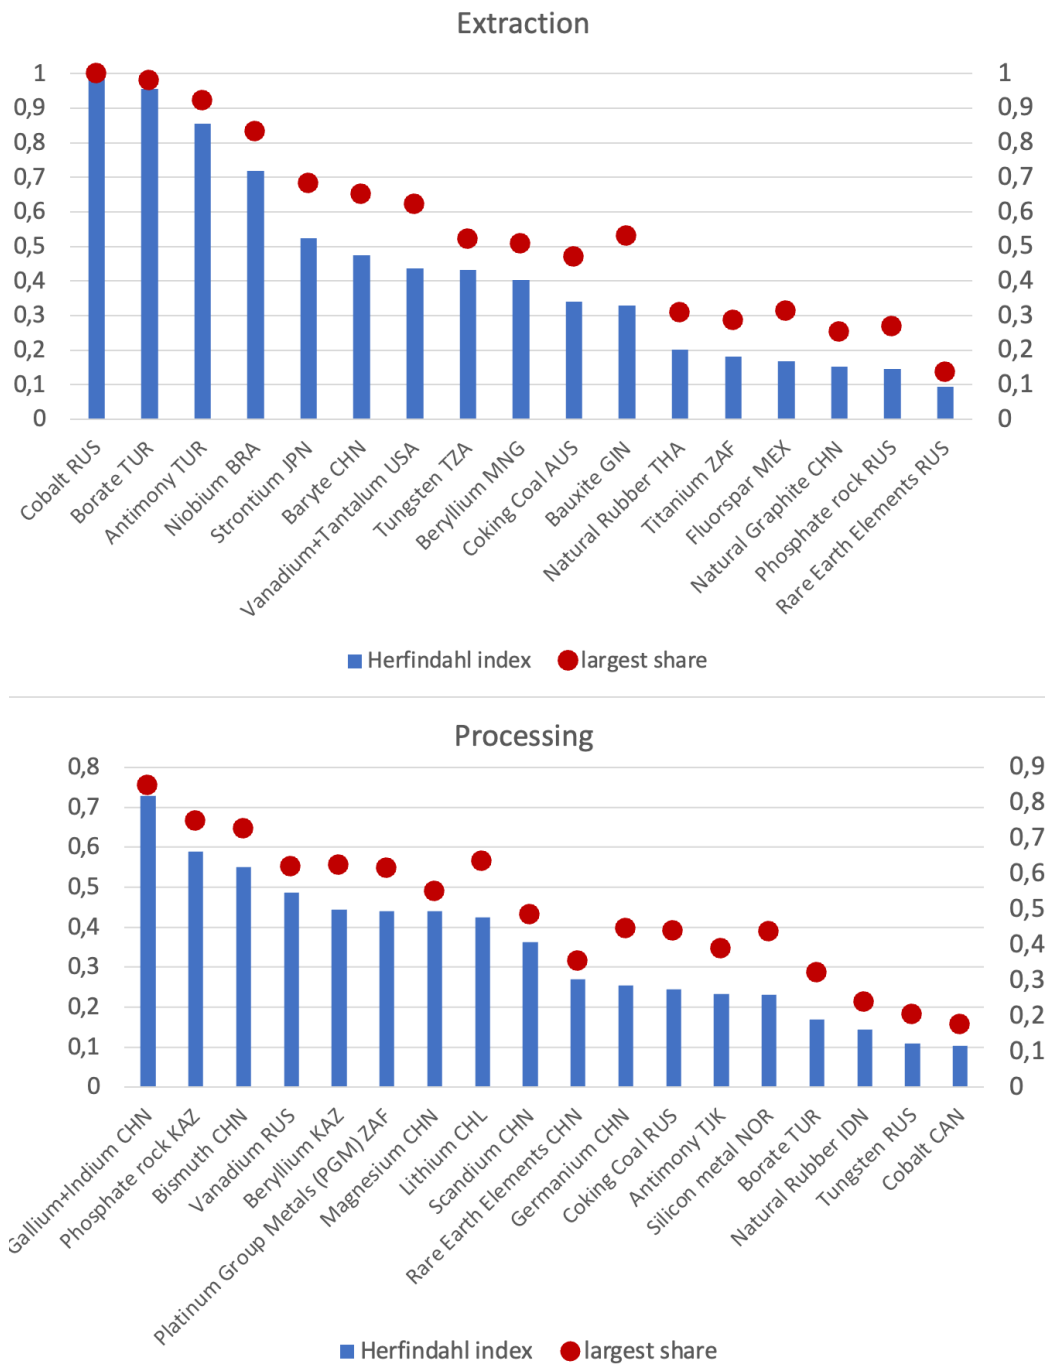 Extraction
1 1
0,9 0,9
0,8 0,8
0,7 0,7
0,6 0,6
0,5 0,5
0,4 0,4
0,3 0,3
0,2 0,2
0,1 0,1
0 0
Cobalt RUS
Borate TUR
Antimony TUR
Niobium BRA
Strontium JPN
Baryte CHN
Vanadium+Tantalum USA
Tungsten TZA
Beryllium MNG
Coking Coal AUS
Bauxite GIN
Natural Rubber THA
Titanium ZAF
Fluorspar MEX
Natural Graphite CHN
Phosphate rock RUS
Rare Earth Elements RUS
Herfindahl index largest share
Processing
0,8 0,9
0,7 0,8
0,6 0,7
0,5 0,6
0,4 0,5
0,3 0,4
0,2 0,3
0,1 0,2
0 0,1
0
Gallium+Indium CHN
Phosphate rock KAZ
Bismuth CHN
Vanadium RUS
Beryllium KAZ
Platinum Group Metals (PGM) ZAF
Magnesium CHN
Lithium CHL
Scandium CHN
Rare Earth Elements CHN
Germanium CHN
Coking Coal RUS
Antimony TJK
Silicon metal NOR
Borate TUR
Natural Rubber IDN
Tungsten RUS
Cobalt CAN
Herfindahl index largest share